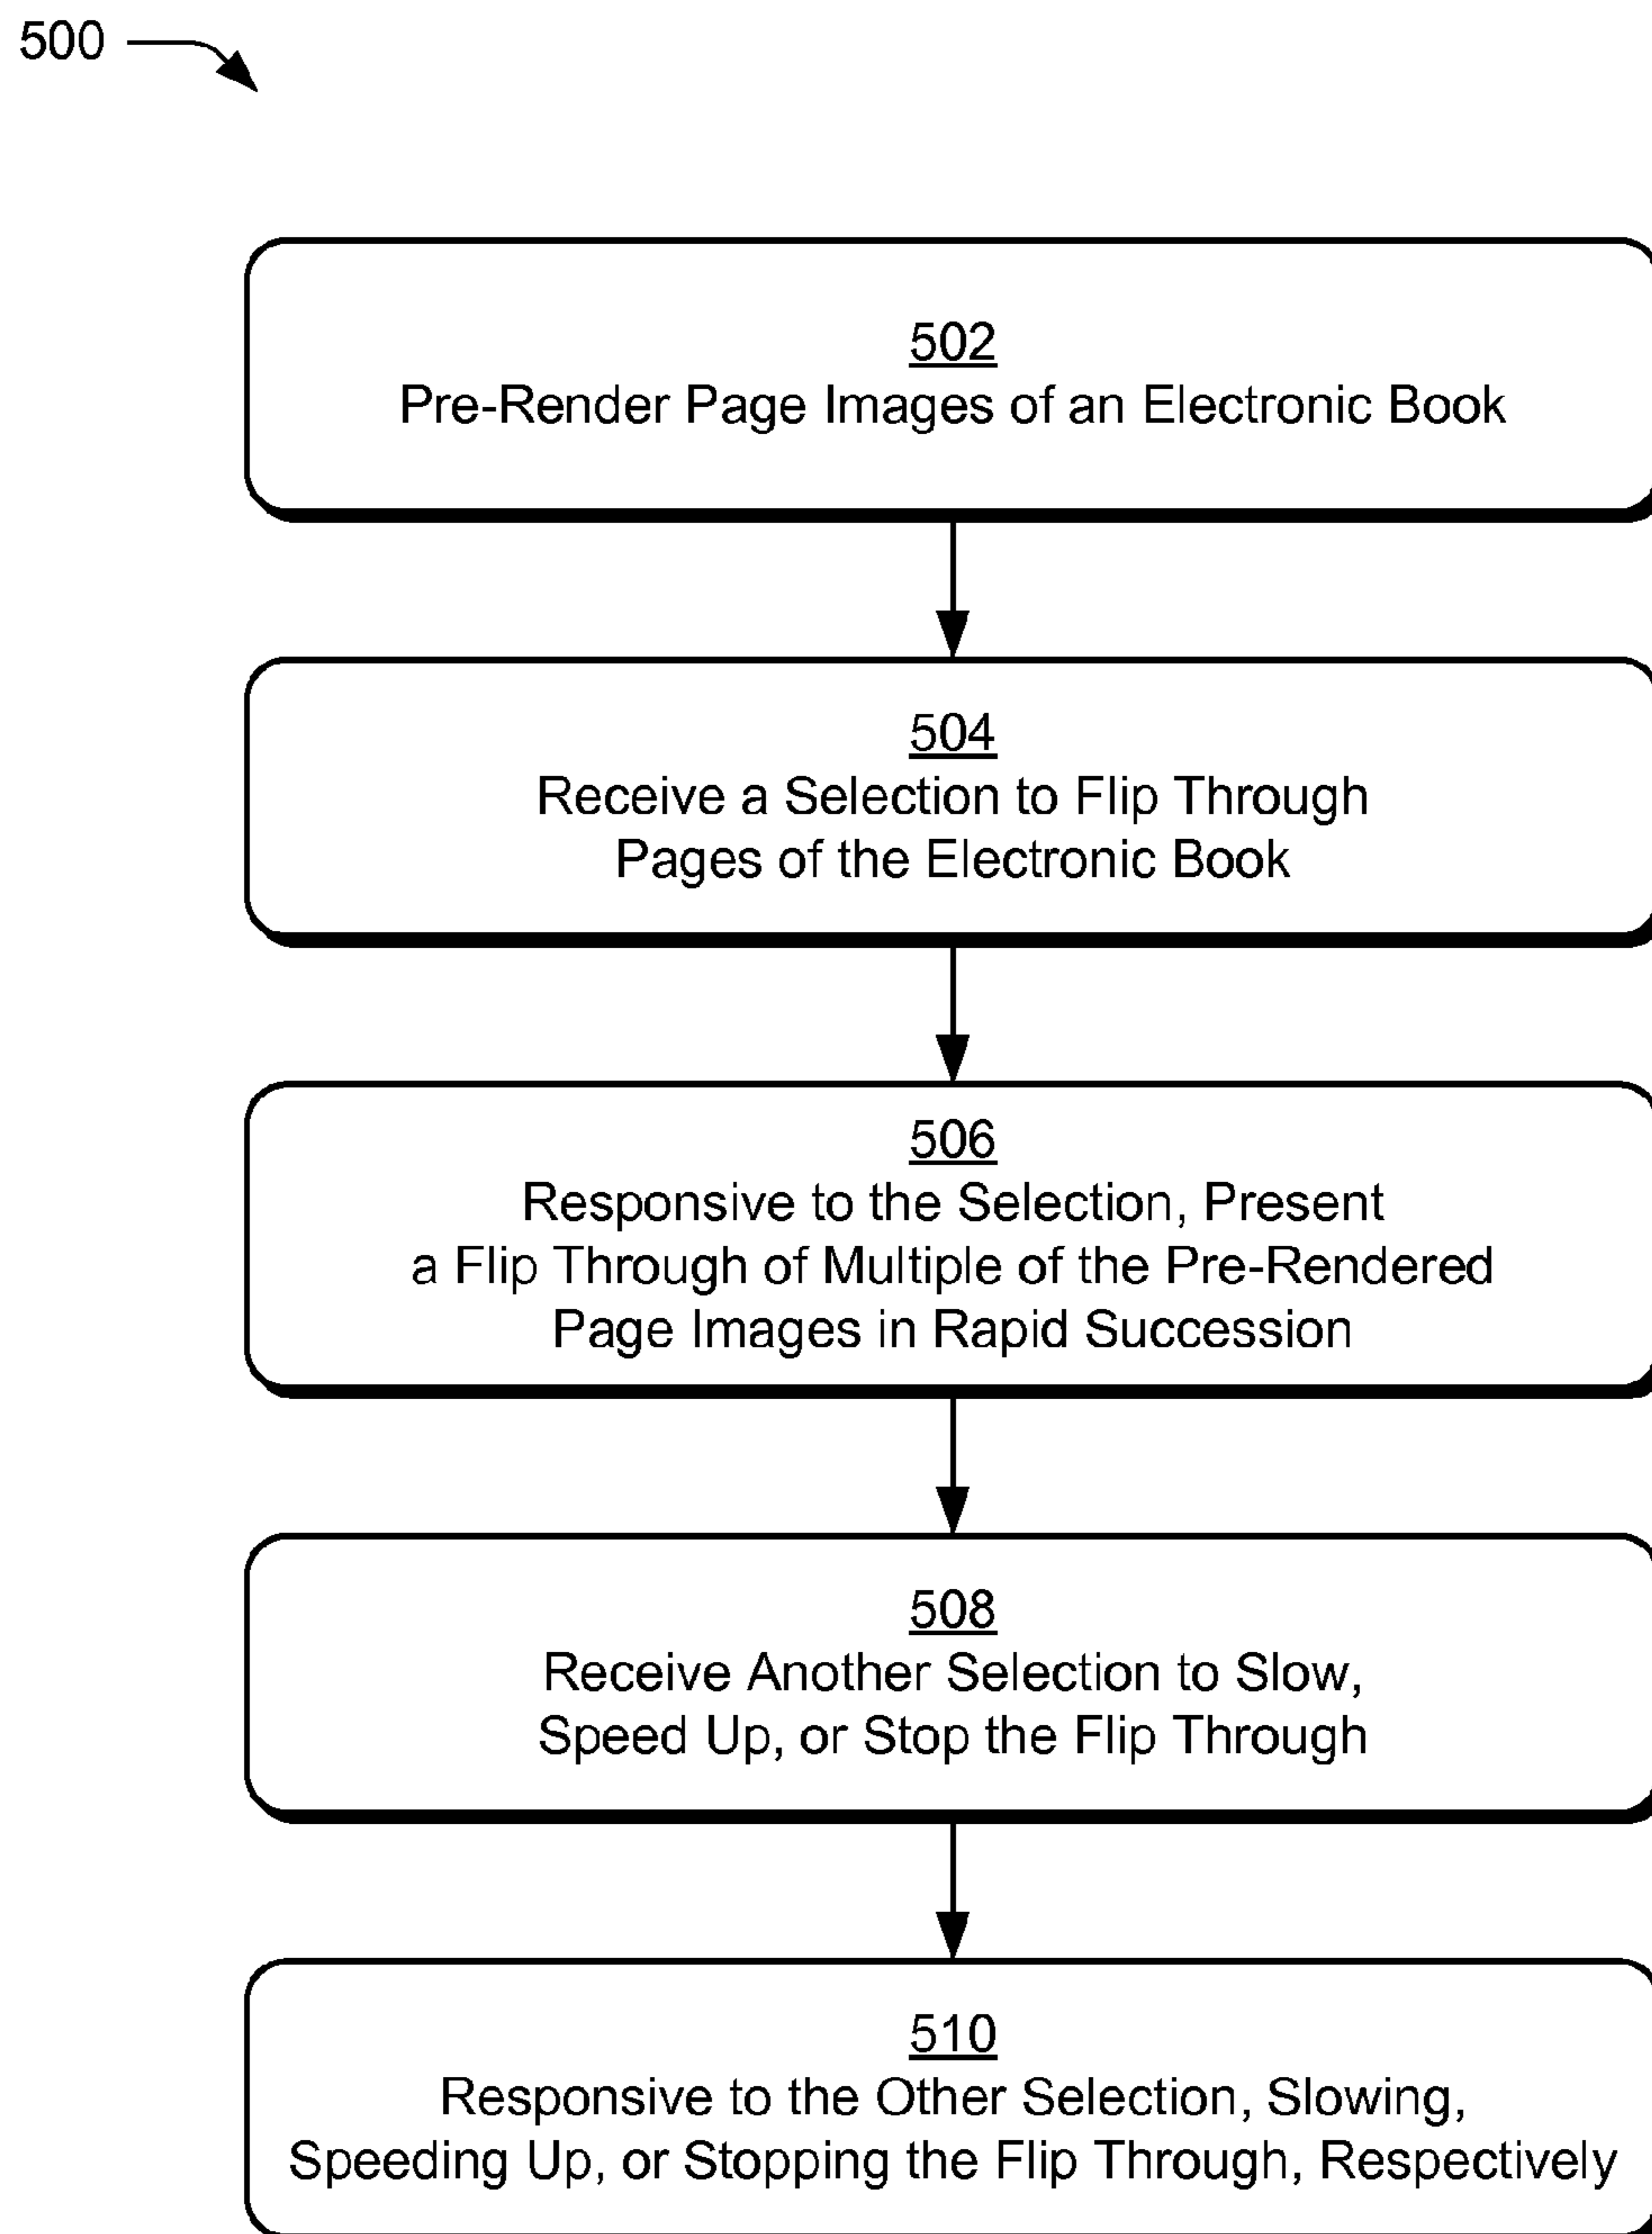 500
502
Pre-Render Page Images of an Electronic Book
504
Receive a Selection to Flip Through
Pages of the Electronic Book
506
Responsive to the Selection, Present
a Flip Through of Multiple of the Pre-Rendered
Page Images in Rapid Succession
508
Receive Another Selection to Slow,
Speed Up, or Stop the Flip Through
510
Responsive to the Other Selection, Slowing,
Speeding Up, or Stopping the Flip Through, Respectively